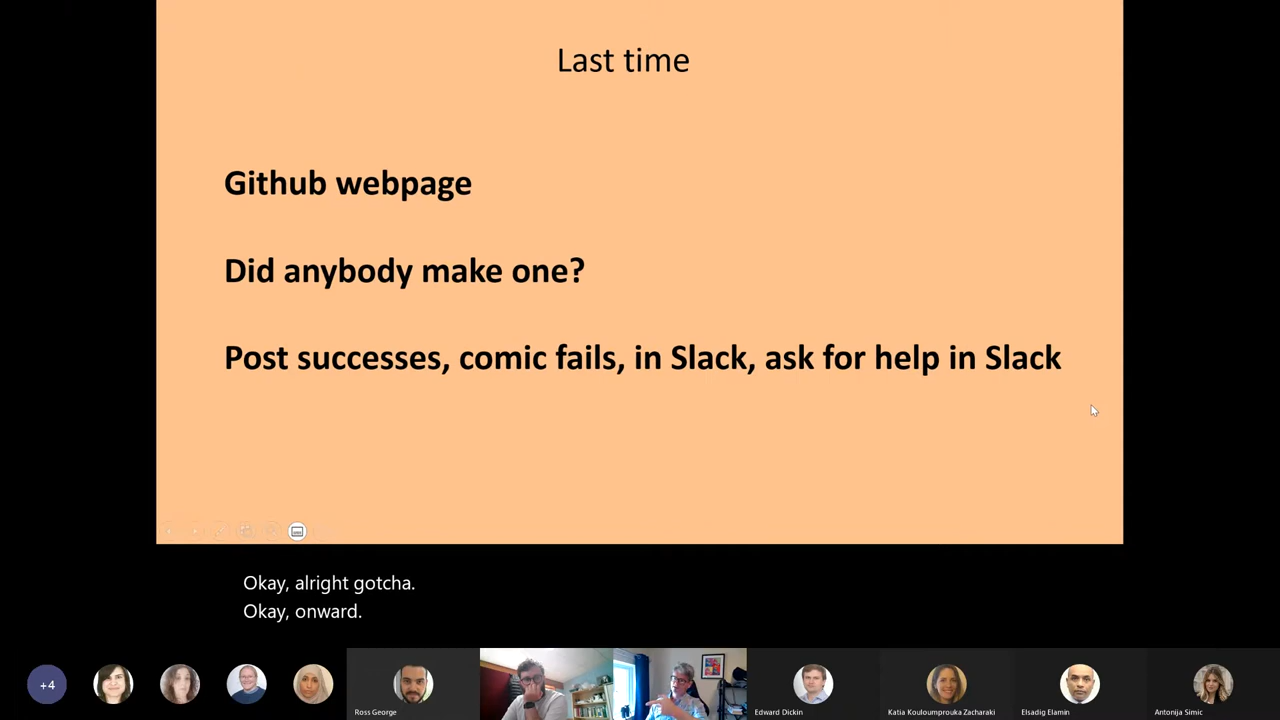 Last time
Github webpage
Did anybody make one?
Post successes, comic fails, in Slack, ask for help in Slack
Okay, alright gotcha.
Okay, onward.
+4
Ross George
Edward Dickin
Katia Kouloumprouka Zacharaki
Elsadig Elamin
Antonija Simic